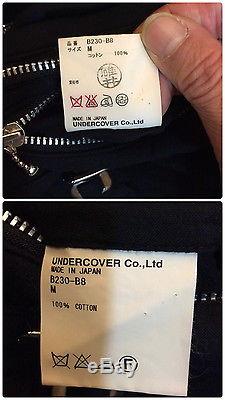 品番 B230-B8
サイズ M
コットン 100%
MADE IN JAPAN
UNDERCOVER Co.,Ltd
UNDERCOVER Co.,Ltd
MADE IN JAPAN
B230-B8
M
100% COTTON
F